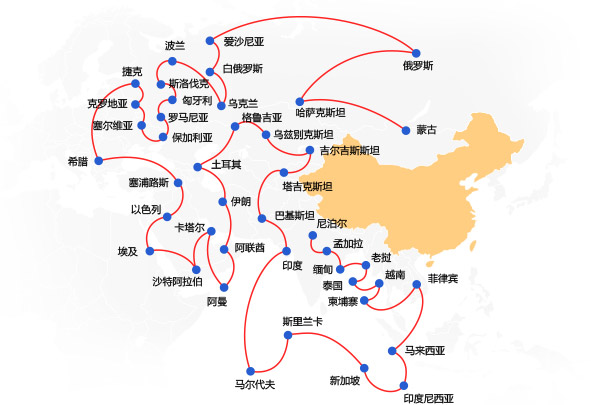 爱沙尼亚
波兰
白俄罗斯
俄罗斯
捷克
斯洛伐克
匈牙利
克罗地亚
乌克兰
哈萨克斯坦
罗马尼亚
格鲁吉亚
塞尔维亚
蒙古
保加利亚
乌兹别克斯坦
吉尔吉斯斯坦
希腊
土耳其
塞浦路斯
塔吉克斯坦
伊朗
以色列
巴基斯坦
卡塔尔
尼泊尔
孟加拉
埃及
阿联酋
印度
缅甸
老挝
越南
菲律宾
沙特阿拉伯
泰国
阿曼
柬埔寨
斯里兰卡
马来西亚
马尔代夫
新加坡
印度尼西亚